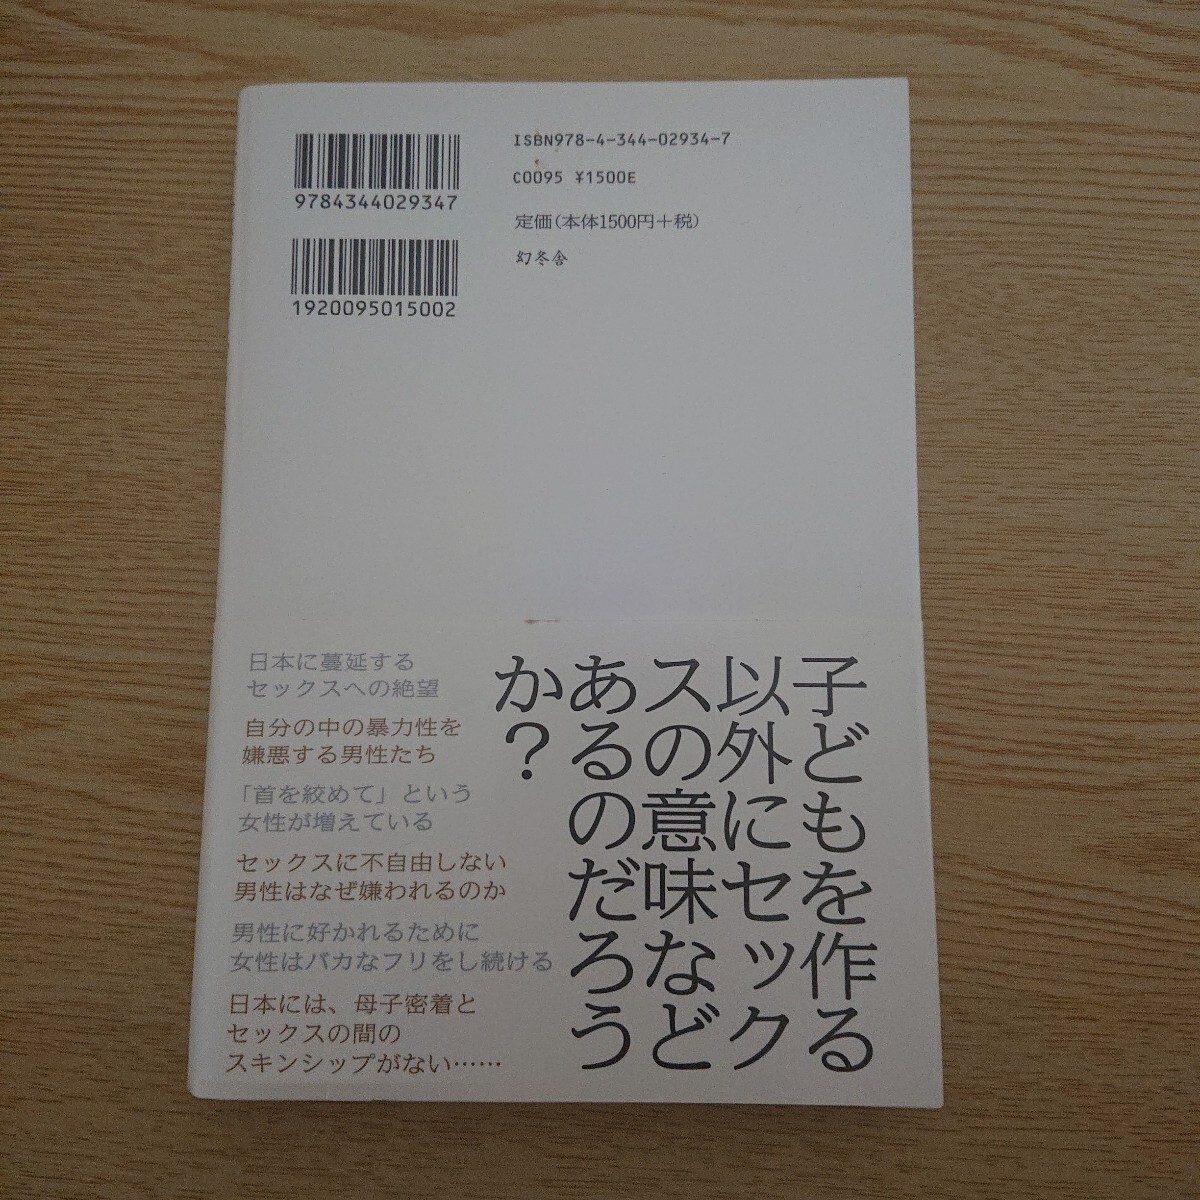 9784344029347
1920095015002
ISBN978-4-344-02934-7
C0095 ¥1500E
定価(本体1500円+税)
幻冬舎
子どもを作る
以外にセック
スの意味など
あるのだろう
か？
日本に蔓延する
セックスへの絶望
自分の中の暴力性を
嫌悪する男性たち
「首を絞めて」という
女性が増えている
セックスに不自由しない
男性はなぜ嫌われるのか
男性に好かれるために
女性はバカなフリをし続ける
日本には、母子密着と
セックスの間の
スキンシップがない……